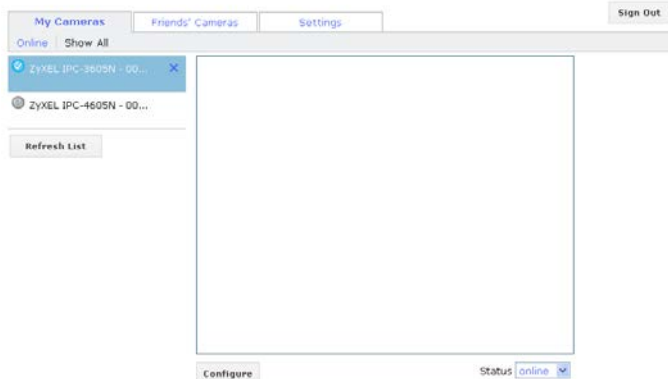 Sign Out
My Cameras Friends' Cameras Settings
Online Show All
ZyXEL IPC-3605N - 00...
ZyXEL IPC-4605N - 00...
Refresh List
Configure Status online